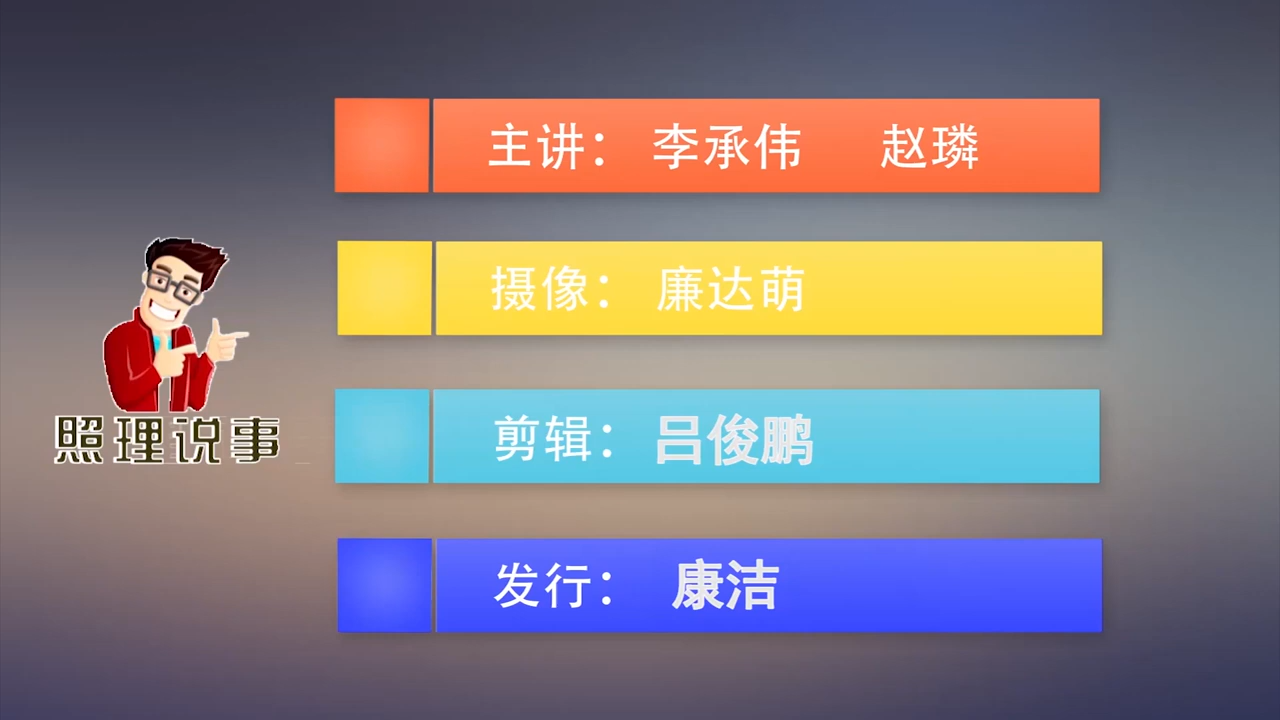 主讲： 李承伟 赵璘
摄像： 廉达萌
照理说事
剪辑： 吕俊鹏
发行： 康洁